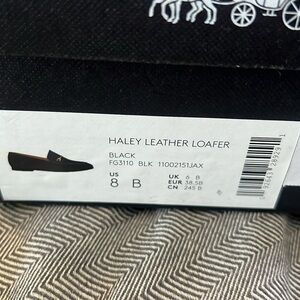 HALEY LEATHER LOAFER
BLACK
FG3110 BLK 11002151JAX
US UK 6 B
8 B EUR 38.5B
CN 245 B